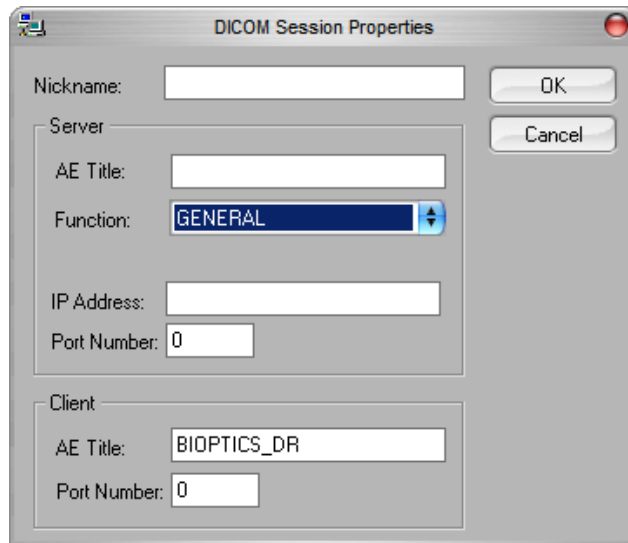 DICOM Session Properties
Nickname:
OK
Server
Cancel
AE Title:
Function: GENERAL
IP Address:
Port Number: 0
Client
AE Title: BIOPTICS_DR
Port Number: 0